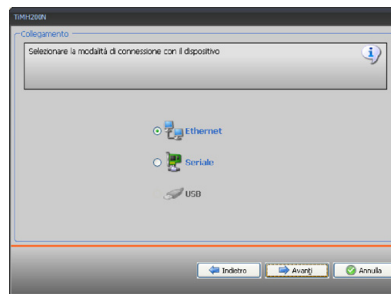 TiMH200N
Collegamento
Selezionare la modalità di connessione con il dispositivo
Ethernet
Seriale
USB
Indietro
Avanti
Annulla